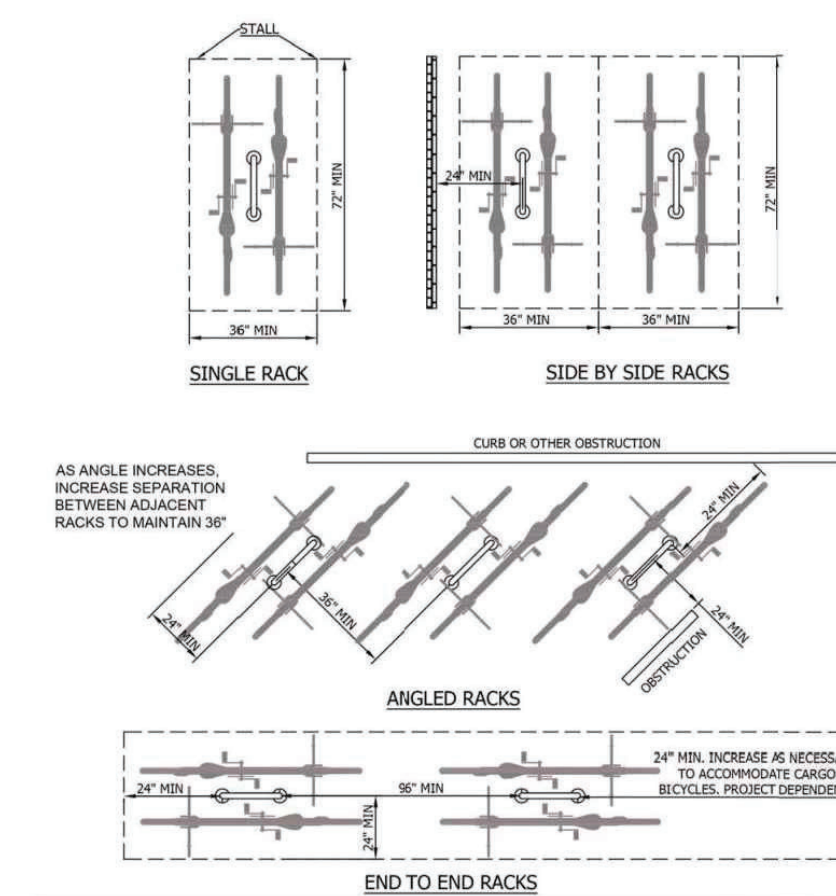 STALL
72" MIN
36" MIN
SINGLE RACK
24" MIN
72" MIN
36" MIN
36" MIN
SIDE BY SIDE RACKS
CURB OR OTHER OBSTRUCTION
AS ANGLE INCREASES,
INCREASE SEPARATION
BETWEEN ADJACENT
RACKS TO MAINTAIN 36"
24" MIN
24" MIN
36" MIN
24" MIN
OBSTRUCTION
ANGLED RACKS
24" MIN. INCREASE AS
TO ACCOMMODATE CARGO
BICYCLES. PROJECT
24" MIN
96" MIN
24" MIN
END TO END RACKS